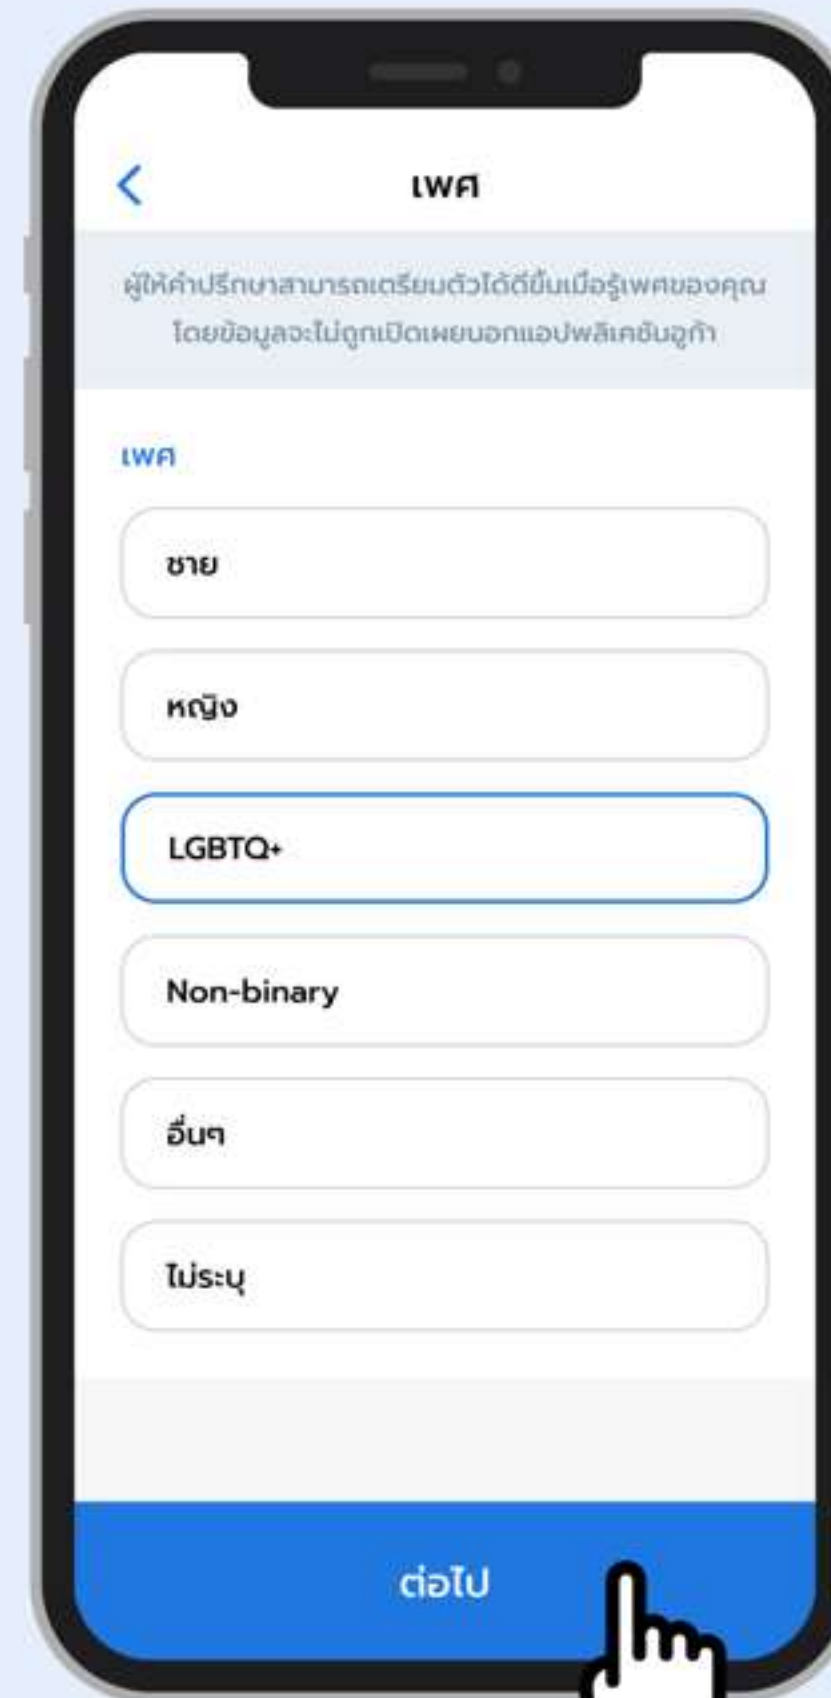 เพศ
ผู้ให้คำปรึกษาสามารถเตรียมตัวได้ดีขึ้นเมื่อรู้เพศของคุณ
โดยข้อมูลจะไม่ถูกเปิดเผยนอกแอปพลิเคชันอูก้า
เพศ
ชาย
หญิง
LGBTQ+
Non-binary
อื่นๆ
ไม่ระบุ
ต่อไป